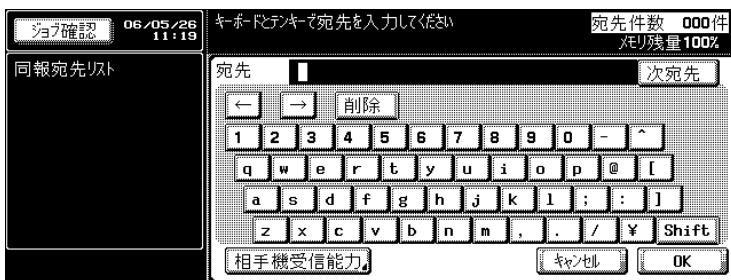 ジョブ確認 06/05/26 11:19
キーボードとテンキーで宛先を入力してください
宛先件数 000件
メモリ残量100%
同報宛先リスト
宛先 次宛先
← → 削除
1 2 3 4 5 6 7 8 9 0 - ^
q w e r t y u i o p @ [
a s d f g h j k l ; : ]
z x c v b n m , . / ¥ Shift
相手機受信能力 キャンセル OK